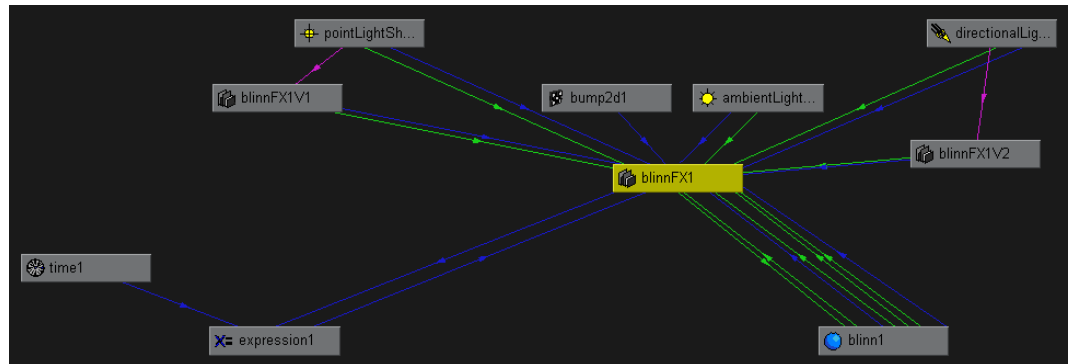 pointLightSh...
directionalLig...
blinnFX1V1
bump2d1
ambientLight...
blinnFX1V2
blinnFX1
time1
X= expression1
blinn1